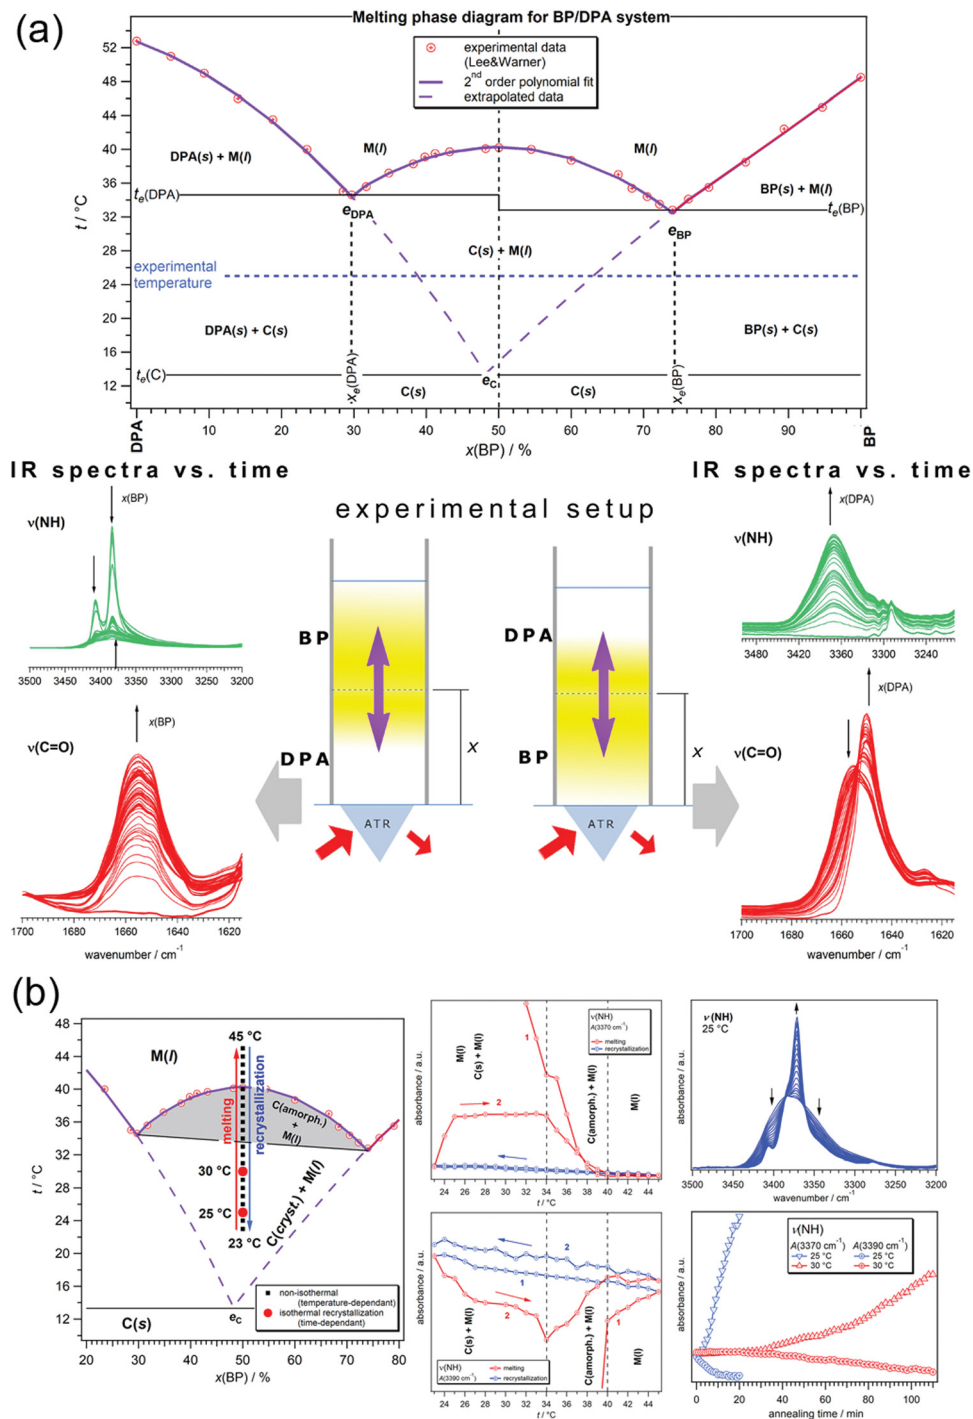 (a)
Melting phase diagram for BP/DPA system
experimental data
(Lee&Warner)
2nd order polynomial fit
extrapolated data
52
48
44
40
36
32
28
24
20
16
12
t / °C
M(l)
M(l)
DPA(s) + M(l)
BP(s) + M(l)
te(DPA)
te(BP)
eDPA
eBP
C(s) + M(l)
experimental
temperature
DPA(s) + C(s)
BP(s) + C(s)
xe(DPA)
xe(BP)
te(C)
eC
C(s)
C(s)
DPA
10
20
30
40
50
60
70
80
90
BP
x(BP) / %
IR spectra vs. time
IR spectra vs. time
experimental setup
x(BP)
ν(NH)
3500
3450
3400
3350
3300
3250
3200
x(BP)
ν(C=O)
1700
1680
1660
1640
1620
wavenumber / cm-1
BP
DPA
x
ATR
DPA
BP
x
ATR
x(DPA)
ν(NH)
3480
3420
3360
3300
3240
x(DPA)
ν(C=O)
1700
1680
1660
1640
1620
wavenumber / cm-1
(b)
48
44
40
36
32
28
24
20
16
12
t / °C
M(l)
45 °C
melting
recrystallization
C(amorph.)
+
M(l)
30 °C
25 °C
23 °C
C(cryst.) + M(l)
non-isothermal
(temperature-dependant)
isothermal recrystallization
(time-dependant)
eC
C(s)
20
30
40
50
60
70
80
x(BP) / %
absorbance / a.u.
ν(NH)
A(3370 cm-1)
melting
recrystallization
1
2
M(l)
C(s) + M(l)
C(amorph.) + M(l)
M(l)
24 26 28 30 32 34 36 38 40 42 44
t / °C
absorbance / a.u.
2
1
2
1
C(s) + M(l)
C(amorph.) + M(l)
M(l)
ν(NH)
A(3390 cm-1)
melting
recrystallization
24 26 28 30 32 34 36 38 40 42 44
t / °C
ν(NH)
25 °C
absorbance / a.u.
3500
3450
3400
3350
3300
3250
3200
wavenumber / cm-1
absorbance / a.u.
ν(NH)
A(3370 cm-1) A(3390 cm-1)
25 °C 25 °C
30 °C 30 °C
0
20
40
60
80
100
annealing time / min